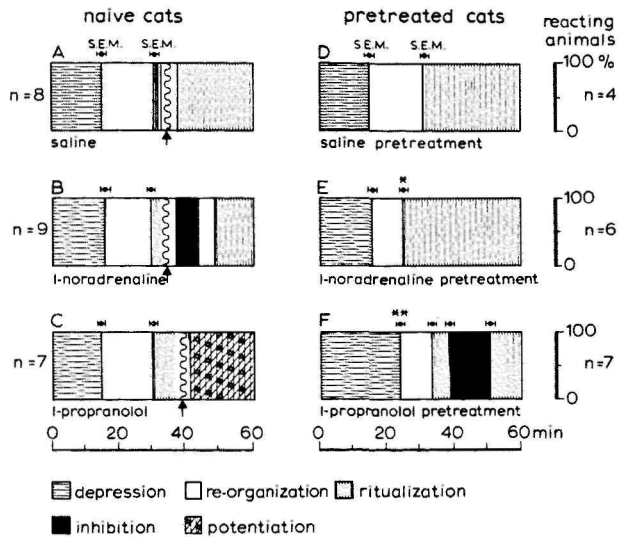 naive cats
pretreated cats
reacting animals
A
S.E.M.
S.E.M.
n=8
saline
D
S.E.M.
S.E.M.
saline pretreatment
100 %
n=4
0
B
n=9
l-noradrenaline
E
*
l-noradrenaline pretreatment
100
n=6
0
C
n=7
l-propranolol
F
**
l-propranolol pretreatment
100
n=7
0
0 20 40 60
0 20 40 60 min
depression
re-organization
ritualization
inhibition
potentiation